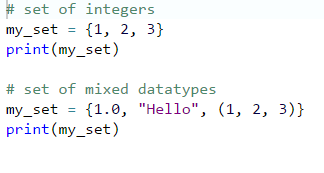 # set of integers
my_set = {1, 2, 3}
print(my_set)

# set of mixed datatypes
my_set = {1.0, "Hello", (1, 2, 3)}
print(my_set)